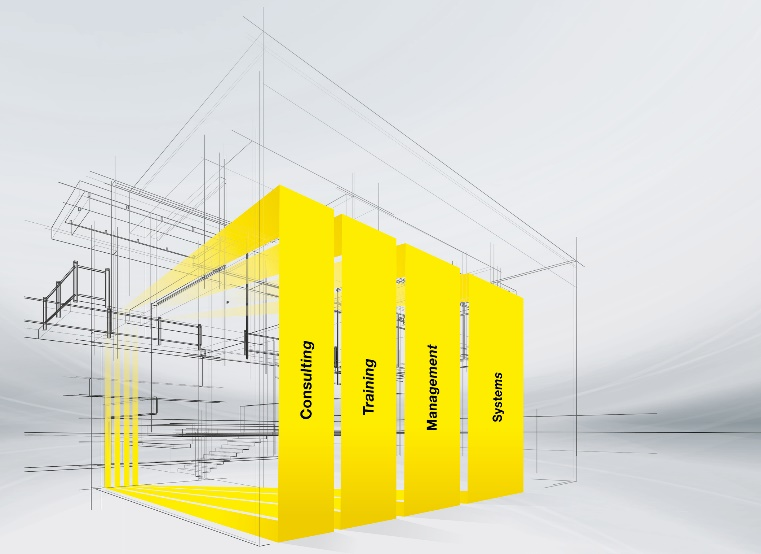 Consulting
Training
Management
Systems